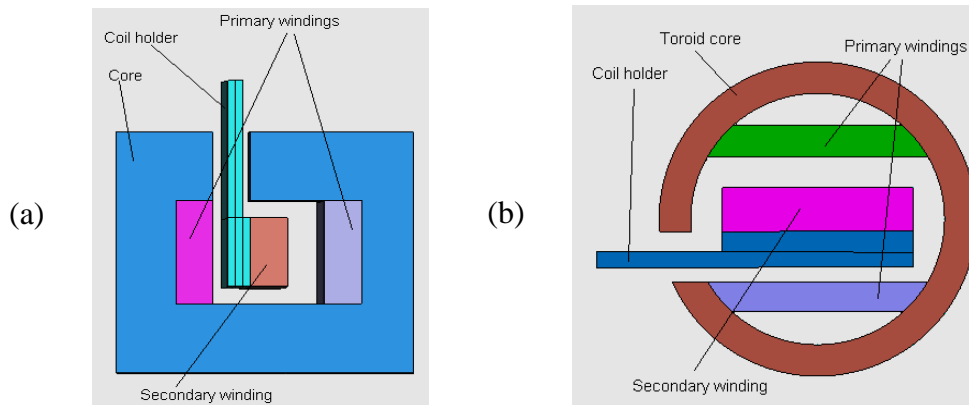 Primary windings
Coil holder
Core
(a)
Secondary winding
Toroid core
Primary windings
Coil holder
(b)
Secondary winding